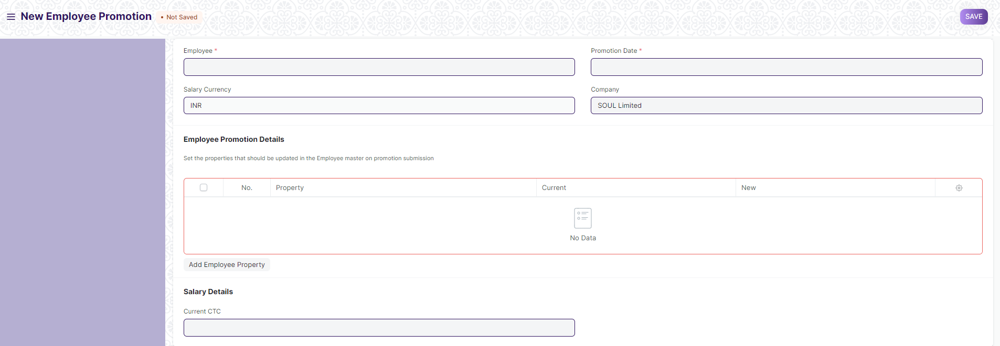 New Employee Promotion • Not Saved SAVE
Employee * Promotion Date *
Salary Currency Company
INR SOUL Limited
Employee Promotion Details
Set the properties that should be updated in the Employee master on promotion submission
No. Property Current New
No Data
Add Employee Property
Salary Details
Current CTC